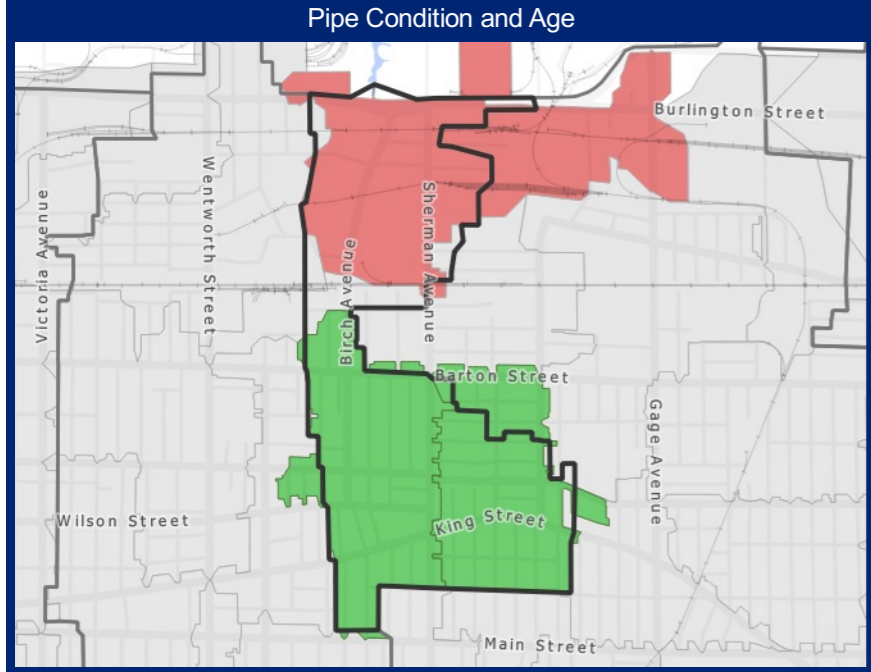 Pipe Condition and Age
Burlington Street
Wentworth Street
Victoria Avenue
Sherman Avenue
Birch Avenue
Barton Street
Gage Avenue
King Street
Wilson Street
Main Street